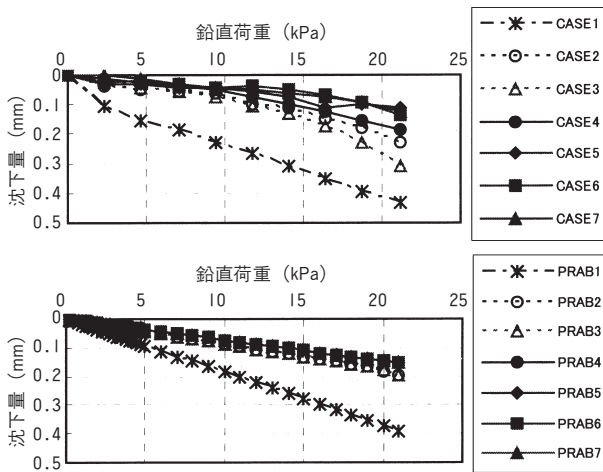 鉛直荷重 (kPa)
0 5 10 15 20 25
沈下量 (mm)
0
0.1
0.2
0.3
0.4
0.5
CASE1
CASE2
CASE3
CASE4
CASE5
CASE6
CASE7
鉛直荷重 (kPa)
0 5 10 15 20 25
沈下量 (mm)
0
0.1
0.2
0.3
0.4
0.5
PRAB1
PRAB2
PRAB3
PRAB4
PRAB5
PRAB6
PRAB7